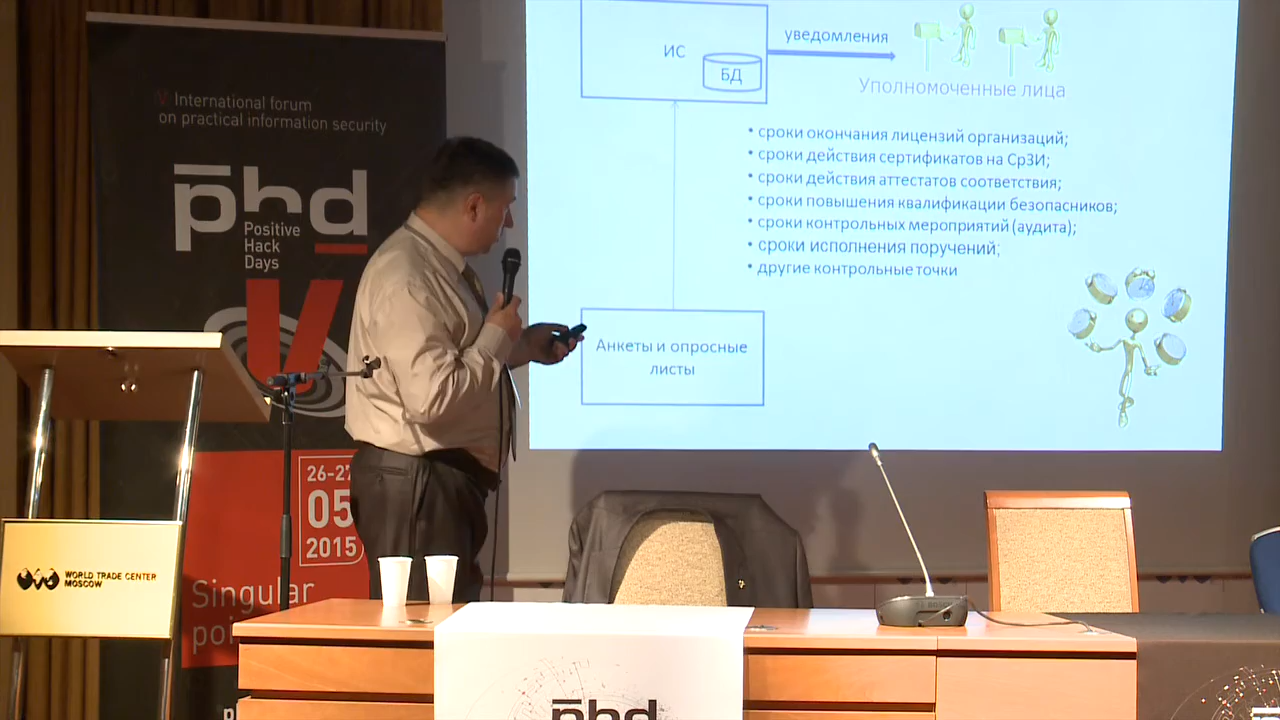 V International forum
on practical information security
phd
Positive
Hack
Days
V
26-27
05
2015
Singular
WORLD TRADE CENTER
MOSCOW
ИС
БД
уведомления
Уполномоченные лица
• сроки окончания лицензий организаций;
• сроки действия сертификатов на СрЗИ;
• сроки действия аттестатов соответствия;
• сроки повышения квалификации безопасников;
• сроки контрольных мероприятий (аудита);
• сроки исполнения поручений;
• другие контрольные точки
Анкеты и опросные
листы
phd